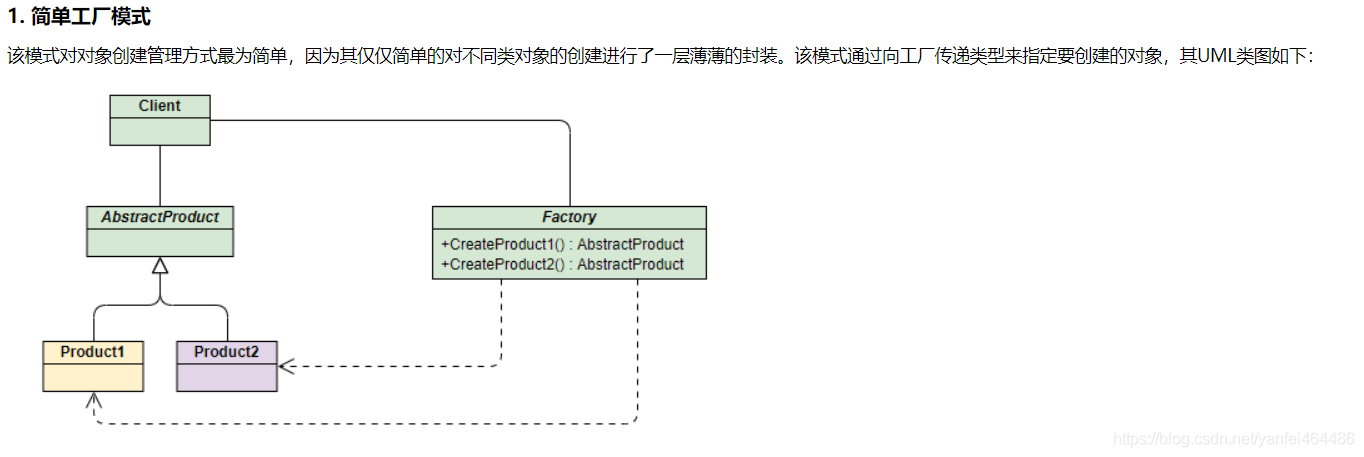 1. 简单工厂模式
该模式对对象创建管理方式最为简单，因为其仅仅简单的对不同类对象的创建进行了一层薄薄的封装。该模式通过向工厂传递类型来指定要创建的对象，其UML类图如下：
Client
AbstractProduct
Factory
+CreateProduct1() : AbstractProduct
+CreateProduct2() : AbstractProduct
Product1
Product2
https://blog.csdn.net/yanfei464486